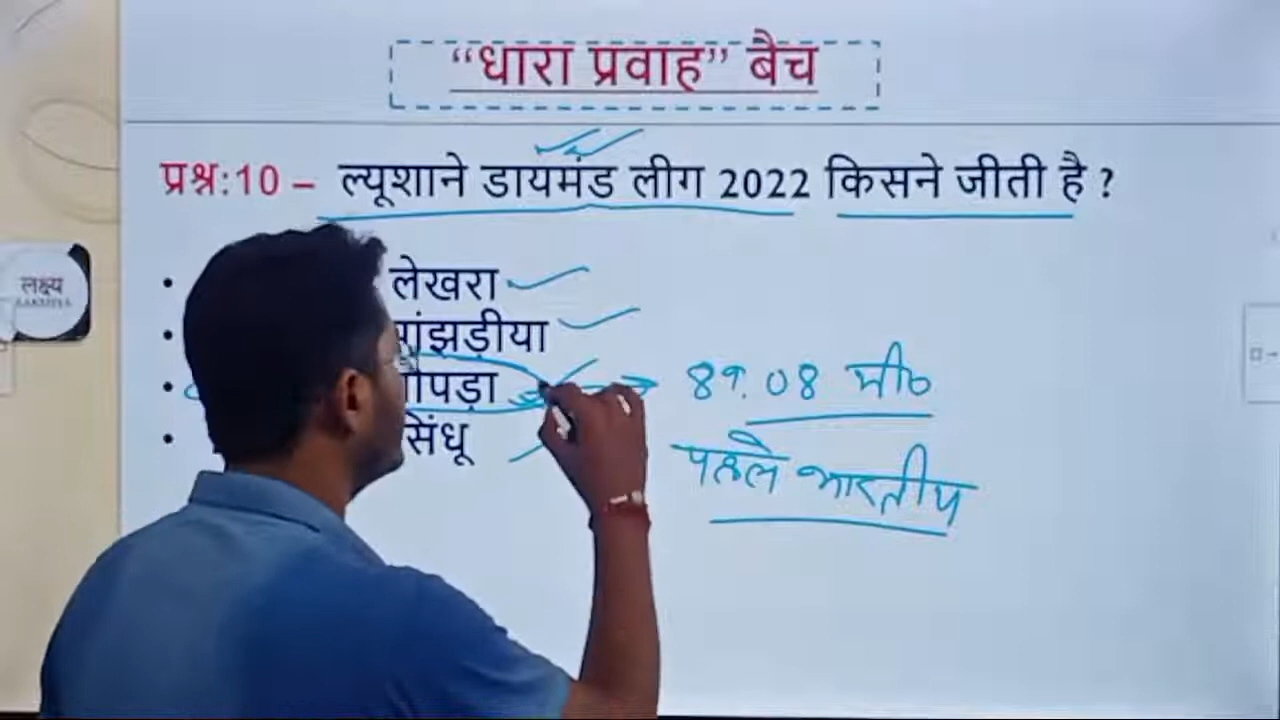 “धारा प्रवाह” बैच
प्रश्न:10 – ल्यूशाने डायमंड लीग 2022 किसने जीती है ?
लक्ष्य
• लेखरा
• मांझड़ीया
• चोपड़ा
• सिंधू
89.08 मी०
पहले भारतीय